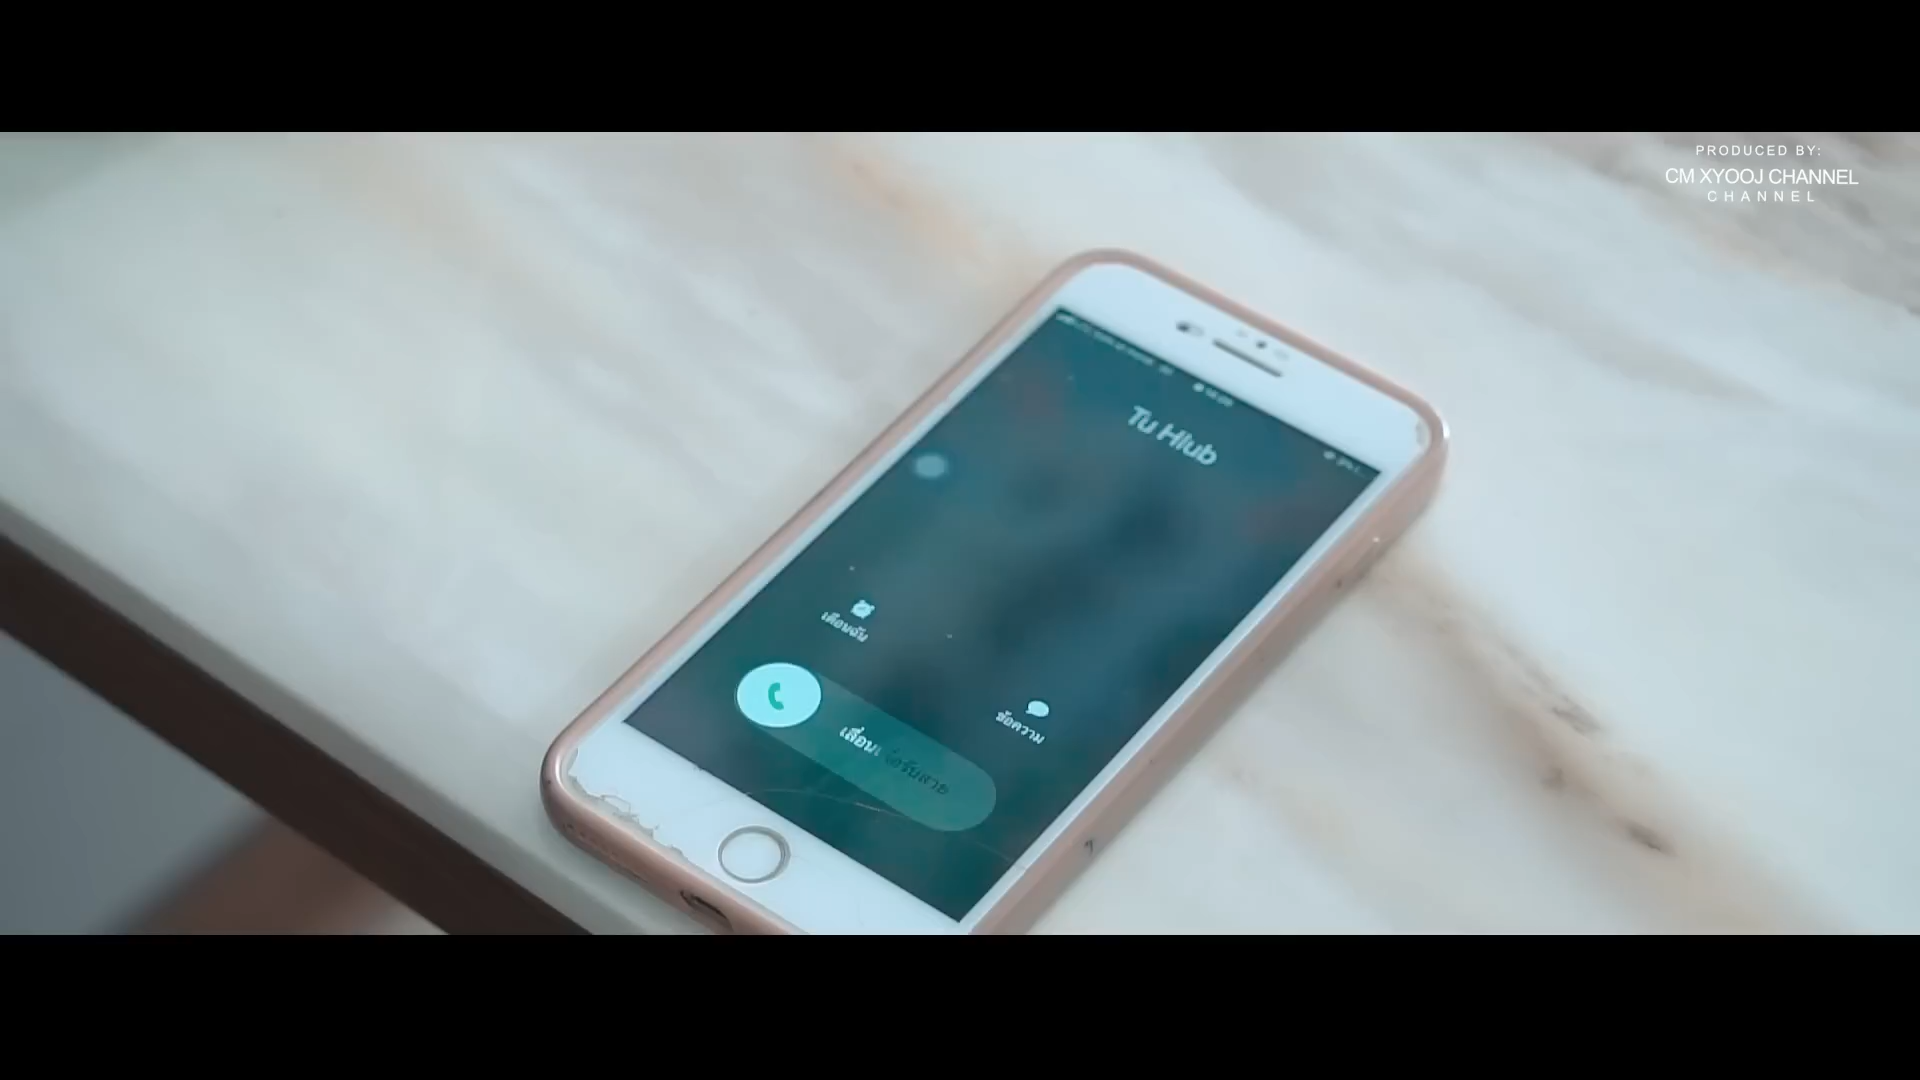 PRODUCED BY:
CM XYOOJ CHANNEL
CHANNEL
Tu Hlub
เตือนฉัน
ข้อความ
เลื่อนเพื่อรับสาย